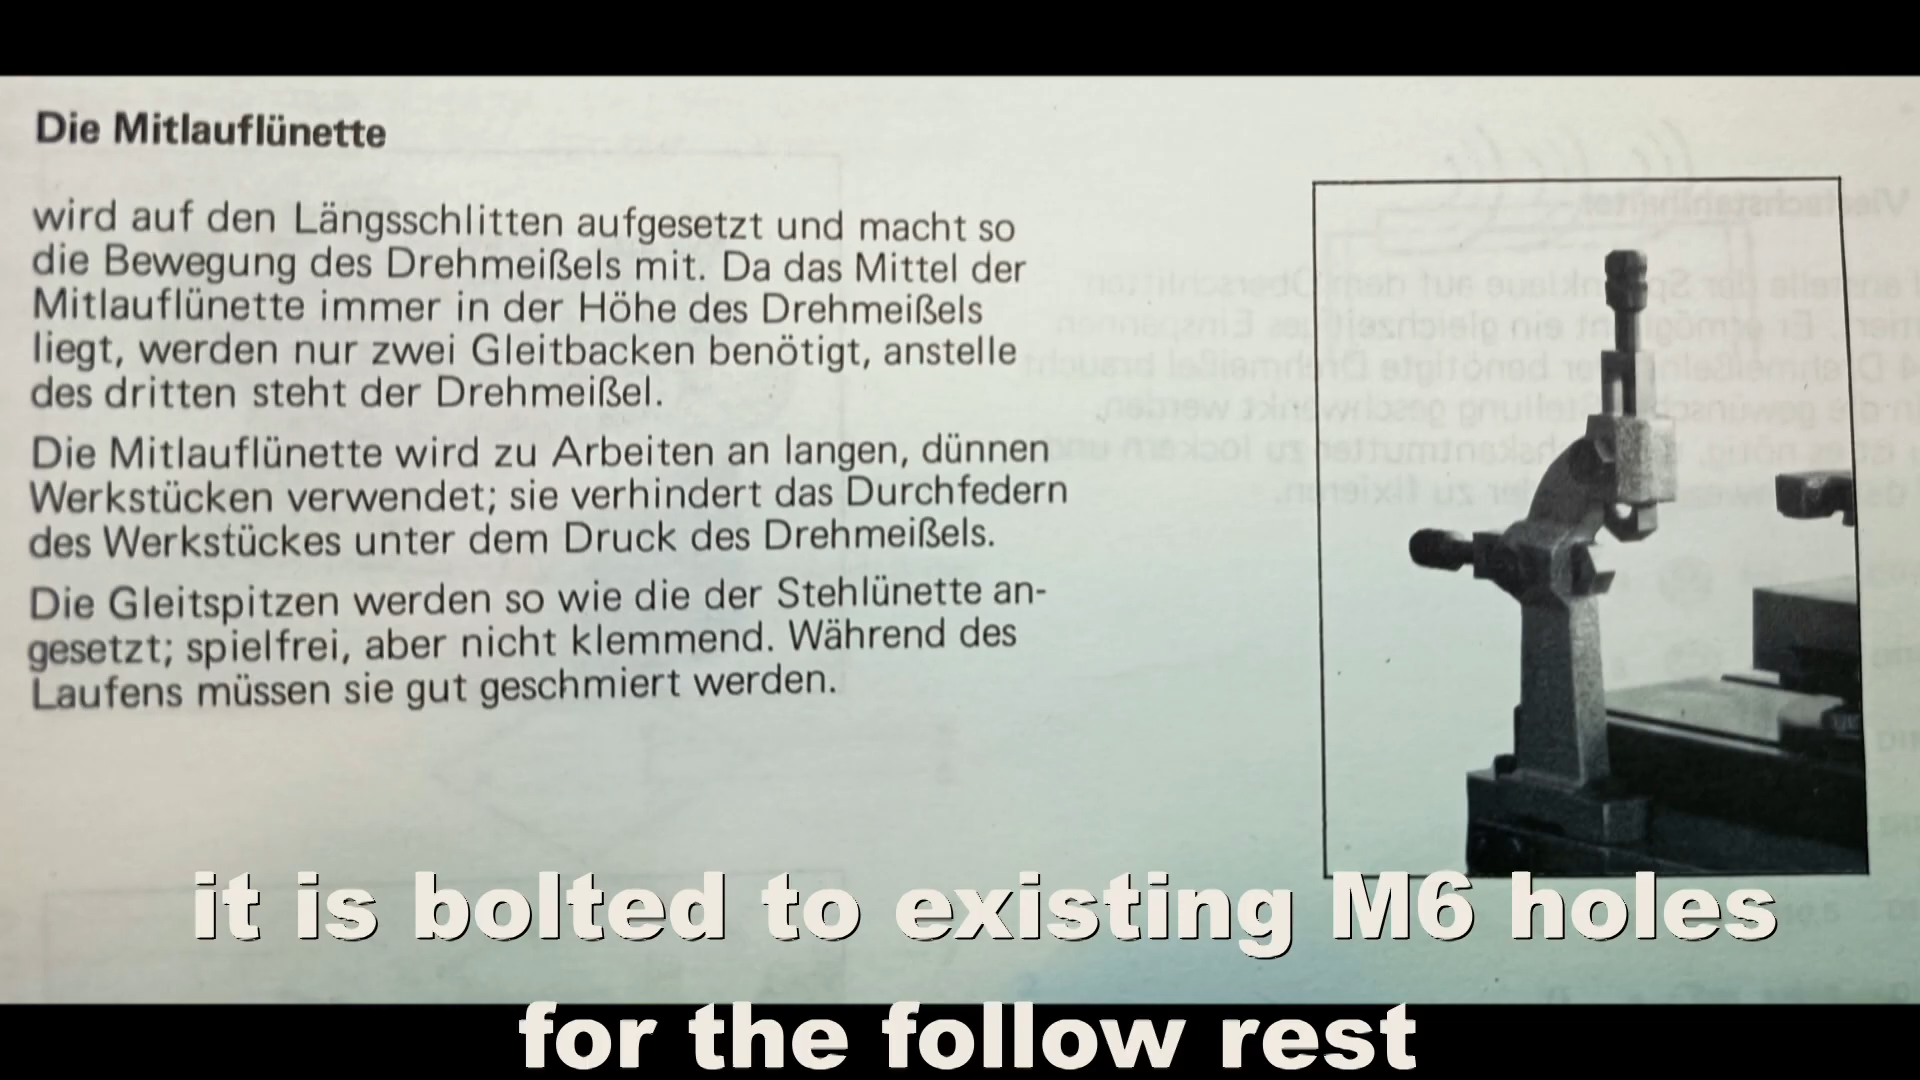 Die Mitlauflünette
wird auf den Längsschlitten aufgesetzt und macht so
die Bewegung des Drehmeißels mit. Da das Mittel der
Mitlauflünette immer in der Höhe des Drehmeißels
liegt, werden nur zwei Gleitbacken benötigt, anstelle
des dritten steht der Drehmeißel.
Die Mitlauflünette wird zu Arbeiten an langen, dünnen
Werkstücken verwendet; sie verhindert das Durchfedern
des Werkstückes unter dem Druck des Drehmeißels.
Die Gleitspitzen werden so wie die der Stehlünette an-
gesetzt; spielfrei, aber nicht klemmend. Während des
Laufens müssen sie gut geschmiert werden.
it is bolted to existing M6 holes
for the follow rest